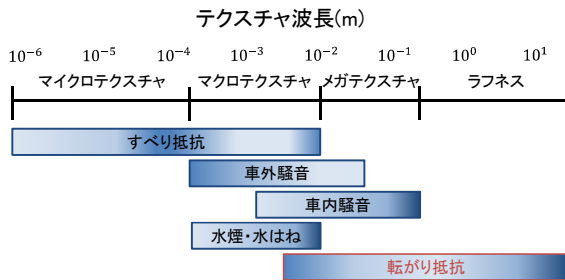 テクスチャ波長(m)
10⁻⁶ 10⁻⁵ 10⁻⁴ 10⁻³ 10⁻² 10⁻¹ 10⁰ 10¹
マイクロテクスチャ マクロテクスチャ メガテクスチャ ラフネス
すべり抵抗
車外騒音
車内騒音
水煙・水はね
転がり抵抗